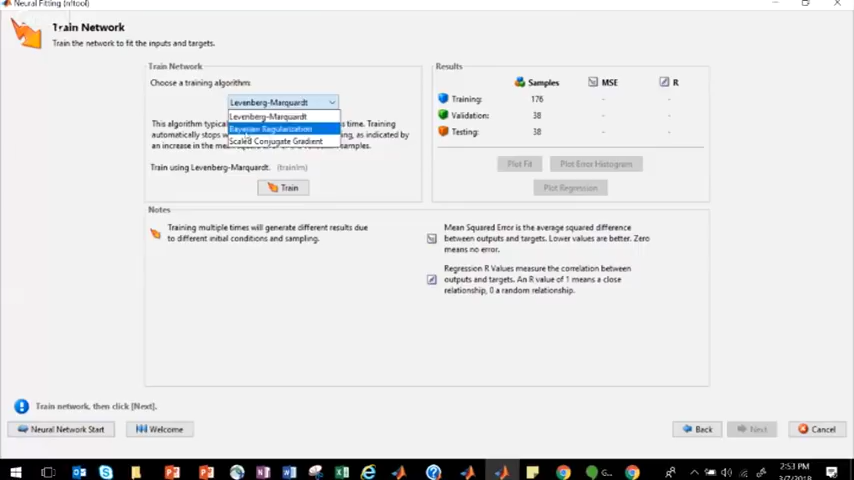 Neural Fitting (nftool)
Train Network
Train the network to fit the inputs and targets.
Train Network
Choose a training algorithm:
Levenberg-Marquardt
Levenberg-Marquardt
Bayesian Regularization
Scaled Conjugate Gradient
This algorithm typical time. Training
automatically stops as indicated by
an increase in the mean square samples.
Train using Levenberg-Marquardt. (trainlm)
Train
Results
Samples MSE R
Training: 176 - -
Validation: 38 - -
Testing: 38 - -
Plot Fit Plot Error Histogram
Plot Regression
Notes
Training multiple times will generate different results due
to different initial conditions and sampling.
Mean Squared Error is the average squared difference
between outputs and targets. Lower values are better. Zero
means no error.
Regression R Values measure the correlation between
outputs and targets. An R value of 1 means a close
relationship, 0 a random relationship.
Train network, then click [Next].
Neural Network Start Welcome Back Next Cancel
2:53 PM
3/7/2018